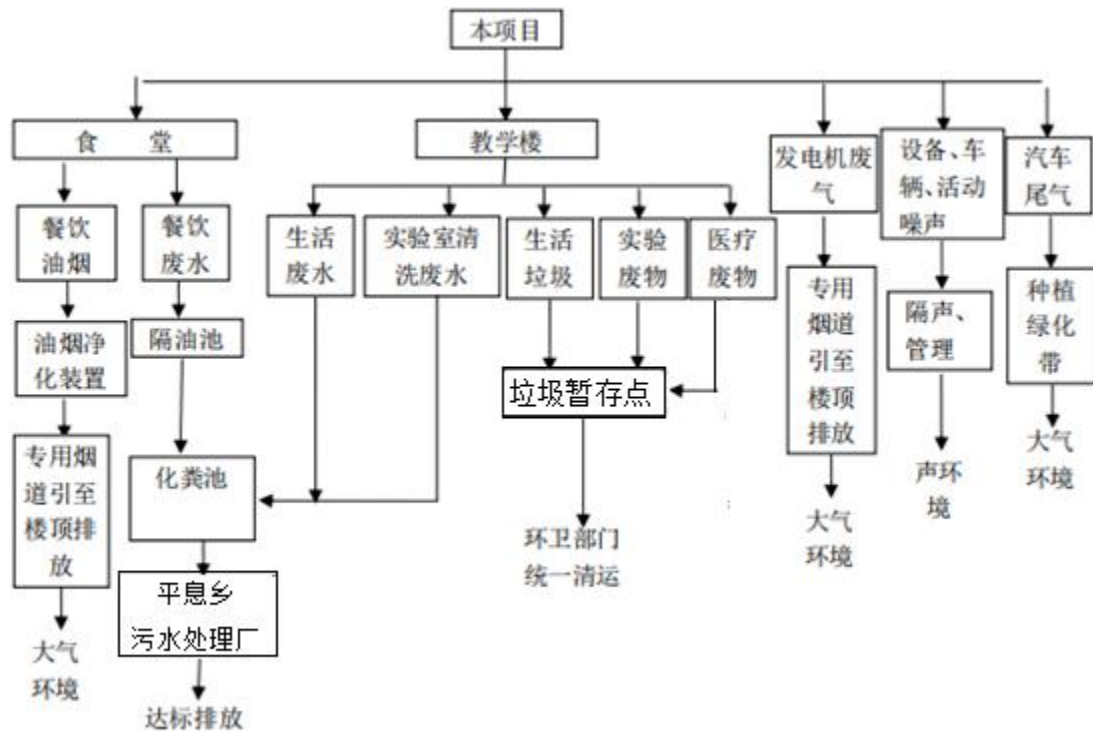 本项目
食 堂
教学楼
发电机废
气
设备、车
辆、活动
噪声
汽车
尾气
餐饮
油烟
餐饮
废水
生活
废水
实验室清
洗废水
生活
垃圾
实验
废物
医疗
废物
油烟净
化装置
隔油池
垃圾暂存点
专用
烟道
引至
楼顶
排放
隔声、
管理
种植
绿化
带
专用烟
道引至
楼顶排
放
化粪池
环卫部门
统一清运
大气
环境
声环
境
大气
环境
平息乡
污水处理厂
大气
环境
达标排放